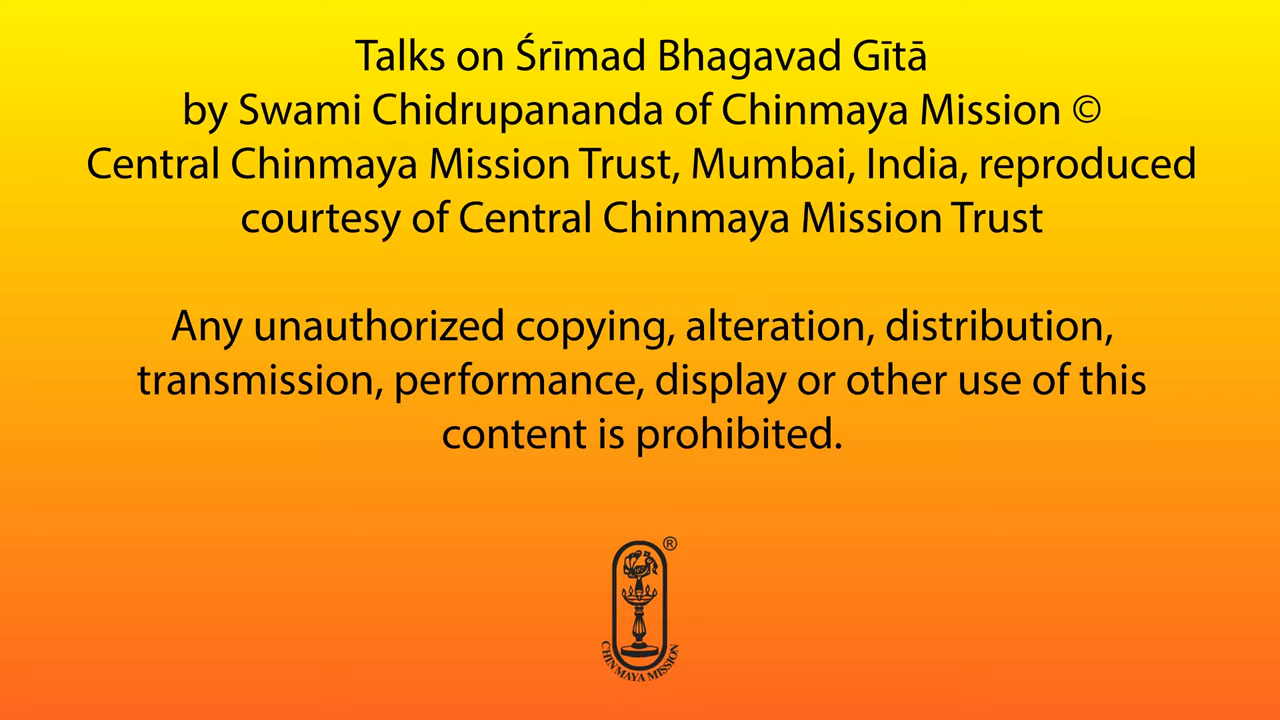 Talks on Śrīmad Bhagavad Gītā
by Swami Chidrupananda of Chinmaya Mission ©
Central Chinmaya Mission Trust, Mumbai, India, reproduced
courtesy of Central Chinmaya Mission Trust
Any unauthorized copying, alteration, distribution,
transmission, performance, display or other use of this
content is prohibited.
®
CHINMAYA MISSION